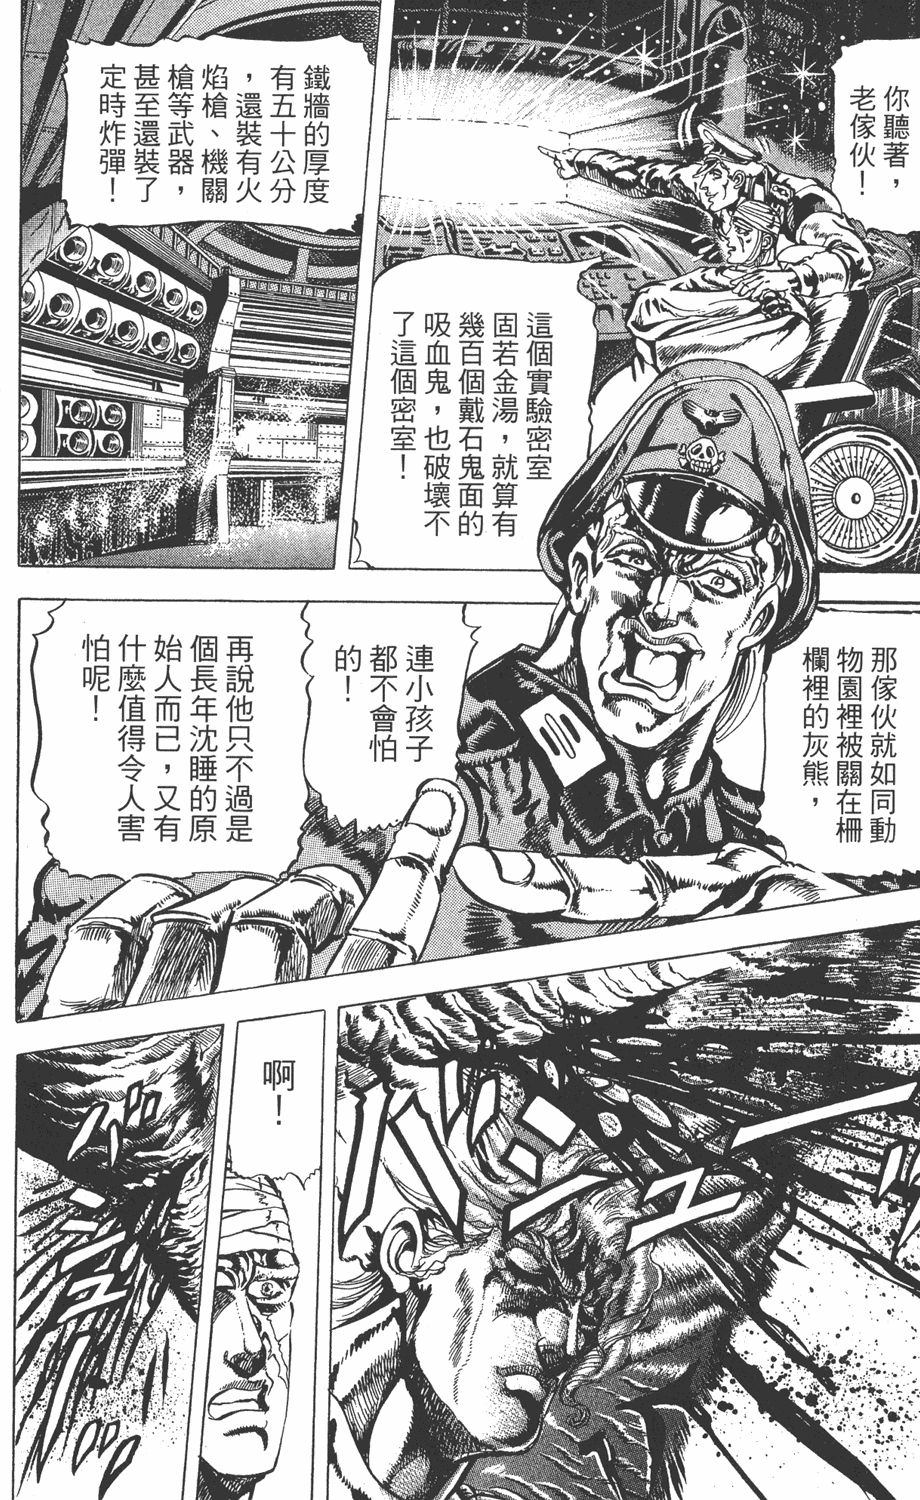 你聽著，
老傢伙！
這個實驗密室
固若金湯，就算有
幾百個戴石鬼面的
吸血鬼，也破壞不
了這個密室！
鐵牆的厚度
有五十公分
，還裝有火
焰槍、機關
槍等武器，
甚至還裝了
定時炸彈！
那傢伙就如同動
物園裡被關在柵
欄裡的灰熊，
連小孩子
都不會怕
的！
再說他只不過是
個長年沈睡的原
始人而已，又有
什麼值得令人害
怕呢！
バシュッ
啊！
ズロ